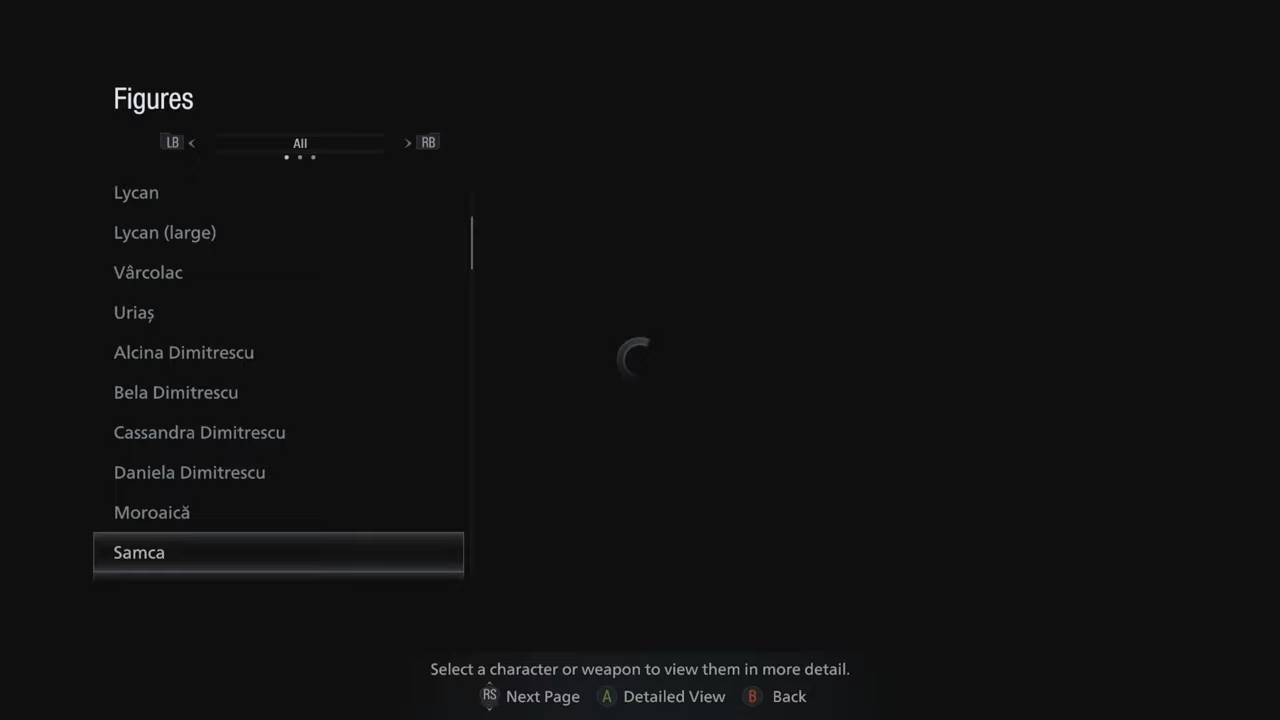 Figures
LB < All > RB
Lycan
Lycan (large)
Vârcolac
Uriaș
Alcina Dimitrescu
Bela Dimitrescu
Cassandra Dimitrescu
Daniela Dimitrescu
Moroaică
Samca
Select a character or weapon to view them in more detail.
RS Next Page A Detailed View B Back